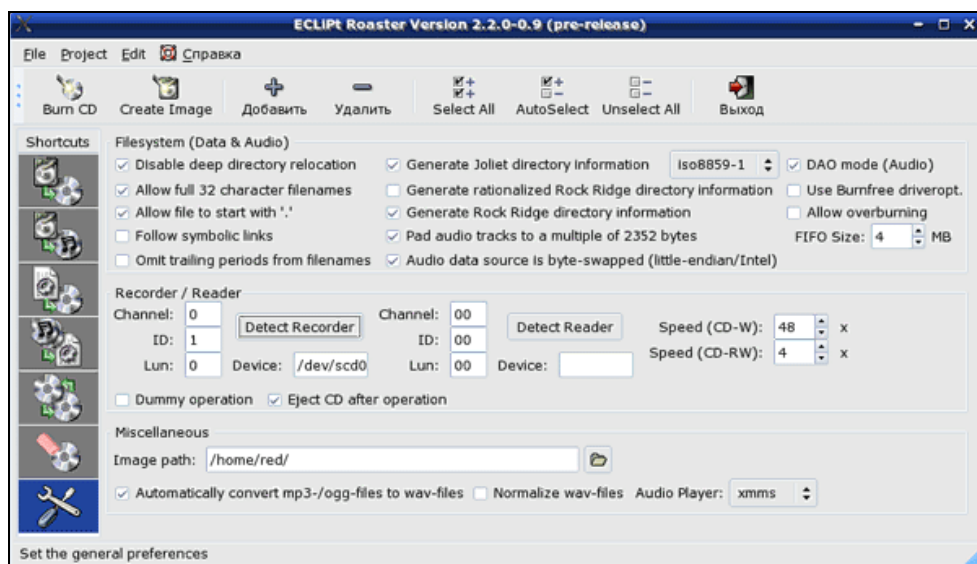 ECLIPt Roaster Version 2.2.0-0.9 (pre-release)
File Project Edit Справка
Burn CD Create Image Добавить Удалить Select All AutoSelect Unselect All Выход
Shortcuts
Filesystem (Data & Audio)
Disable deep directory relocation Generate Joliet directory information iso8859-1 DAO mode (Audio)
Allow full 32 character filenames Generate rationalized Rock Ridge directory information Use Burnfree driveropt.
Allow file to start with '.' Generate Rock Ridge directory information Allow overburning
Follow symbolic links Pad audio tracks to a multiple of 2352 bytes FIFO Size: 4 MB
Omit trailing periods from filenames Audio data source is byte-swapped (little-endian/Intel)
Recorder / Reader
Channel: 0 Detect Recorder Channel: 00 Detect Reader Speed (CD-W): 48 x
ID: 1 ID: 00 Speed (CD-RW): 4 x
Lun: 0 Device: /dev/scd0 Lun: 00 Device:
Dummy operation Eject CD after operation
Miscellaneous
Image path: /home/red/
Automatically convert mp3-/ogg-files to wav-files Normalize wav-files Audio Player: xmms
Set the general preferences